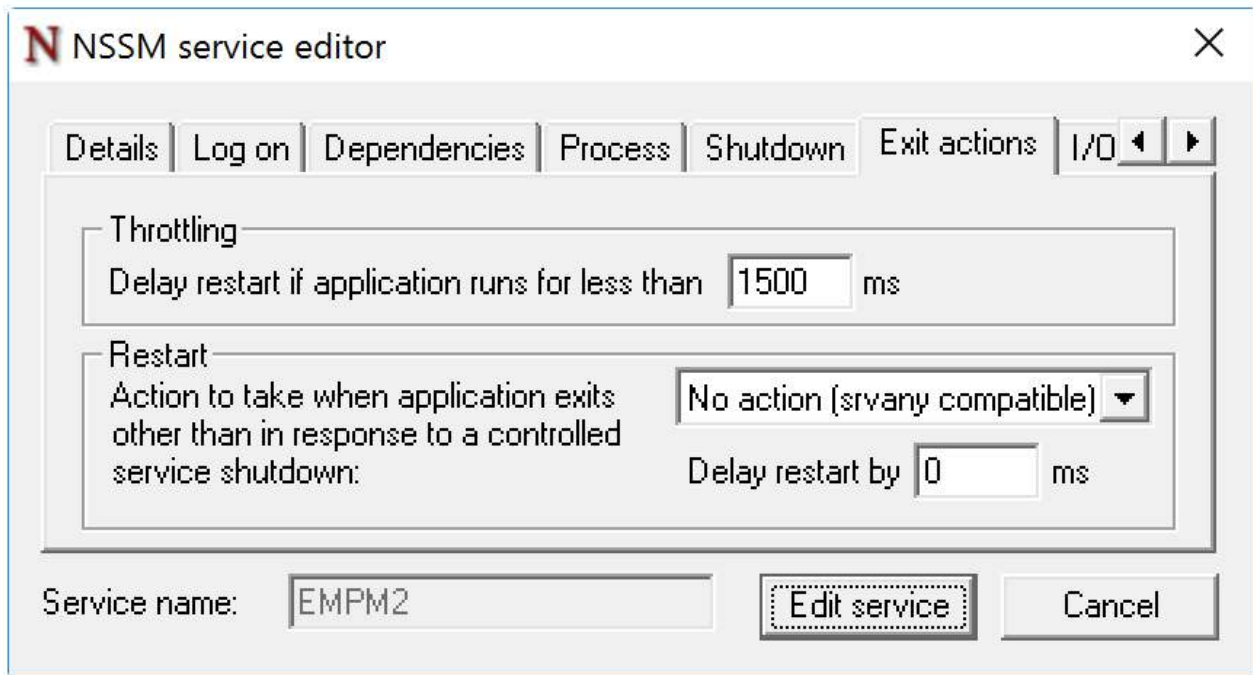 N NSSM service editor
Details Log on Dependencies Process Shutdown Exit actions I/O
Throttling
Delay restart if application runs for less than 1500 ms
Restart
Action to take when application exits No action (srvany compatible)
other than in response to a controlled
service shutdown: Delay restart by 0 ms
Service name: EMPM2 Edit service Cancel